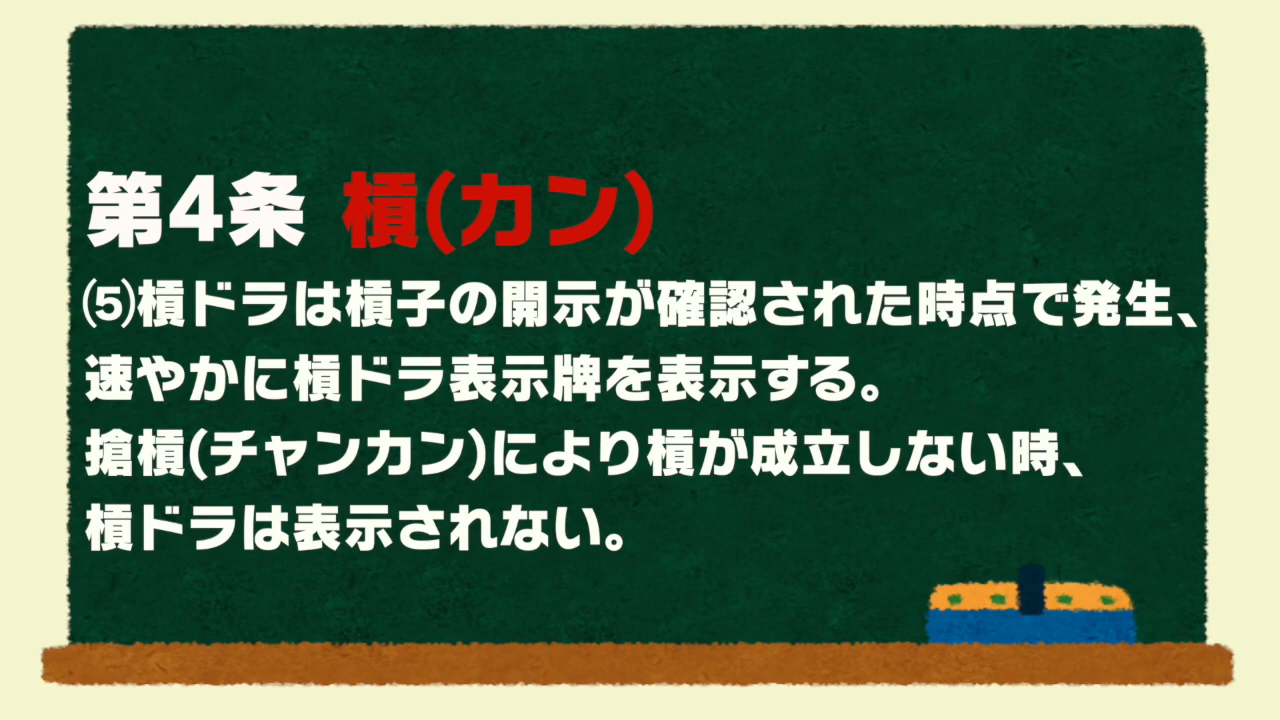 第4条 槓(カン)
⑸槓ドラは槓子の開示が確認された時点で発生、
速やかに槓ドラ表示牌を表示する。
搶槓(チャンカン)により槓が成立しない時、
槓ドラは表示されない。